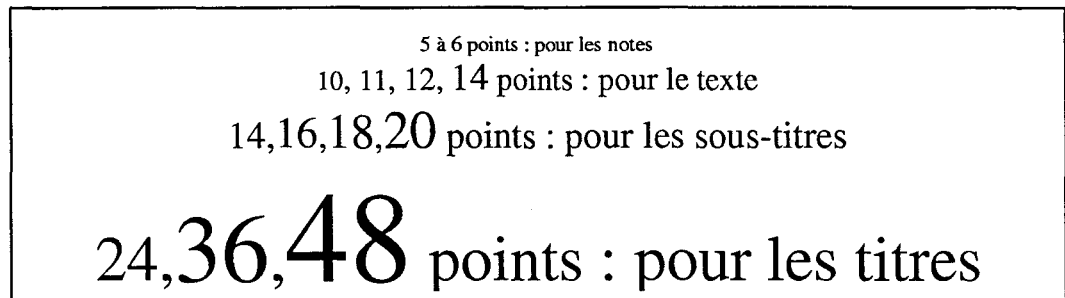 5 à 6 points : pour les notes
10, 11, 12, 14 points : pour le texte
14,16,18,20 points : pour les sous-titres
24,36,48 points : pour les titres